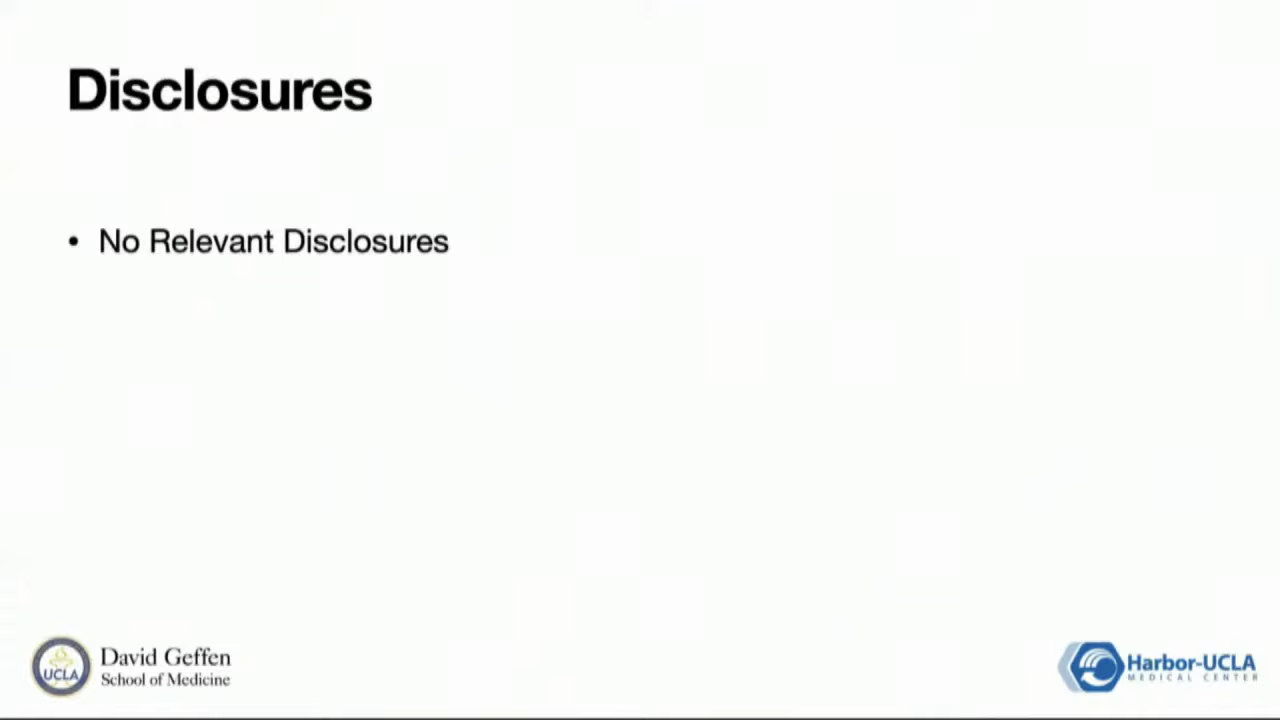 Disclosures
• No Relevant Disclosures
UCLA
David Geffen
School of Medicine
Harbor-UCLA
MEDICAL CENTER